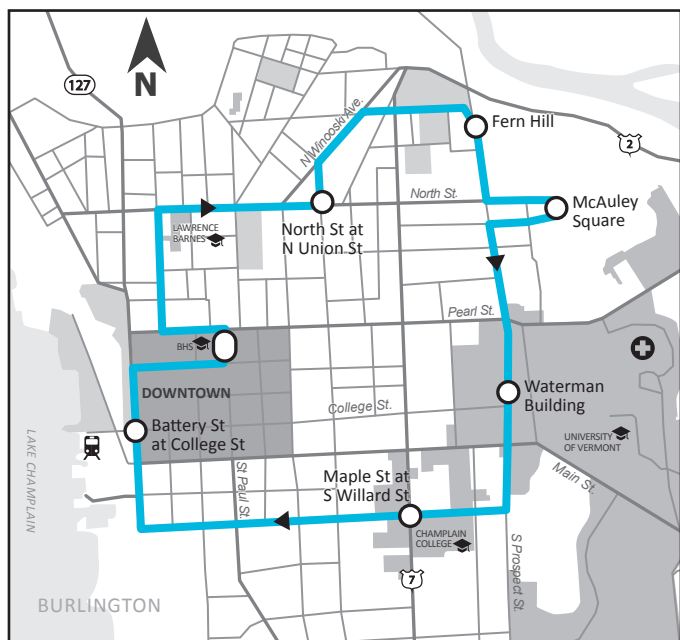 127
N
N Winooski Ave.
Fern Hill
2
North St.
McAuley
Square
LAWRENCE
BARNES
North St at
N Union St
Pearl St.
BHS
DOWNTOWN
College St.
Waterman
Building
Battery St
at College St
UNIVERSITY
OF VERMONT
LAKE CHAMPLAIN
St Paul St.
Maple St at
S Willard St
Main St.
CHAMPLAIN
COLLEGE
S Prospect St.
7
BURLINGTON